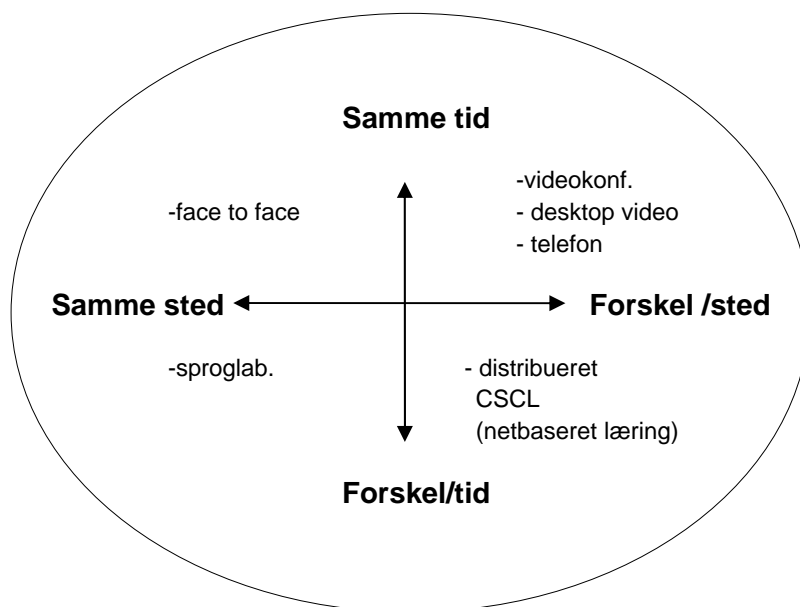 Samme tid
-face to face
-videokonf.
- desktop video
- telefon
Samme sted
Forskel /sted
-sproglab.
- distribueret
CSCL
(netbaseret læring)
Forskel/tid